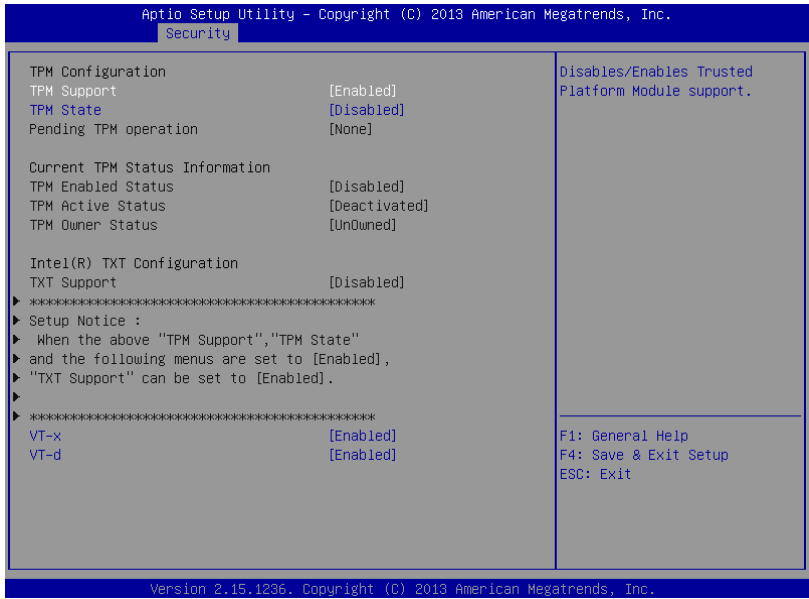 Aptio Setup Utility – Copyright (C) 2013 American Megatrends, Inc.
Security
TPM Configuration
TPM Support [Enabled]
TPM State [Disabled]
Pending TPM operation [None]
Current TPM Status Information
TPM Enabled Status [Disabled]
TPM Active Status [Deactivated]
TPM Owner Status [UnOwned]
Intel(R) TXT Configuration
TXT Support [Disabled]
**********************************************
Setup Notice :
When the above "TPM Support","TPM State"
and the following menus are set to [Enabled],
"TXT Support" can be set to [Enabled].
**********************************************
VT-x [Enabled]
VT-d [Enabled]
Disables/Enables Trusted
Platform Module support.
F1: General Help
F4: Save & Exit Setup
ESC: Exit
Version 2.15.1236. Copyright (C) 2013 American Megatrends, Inc.